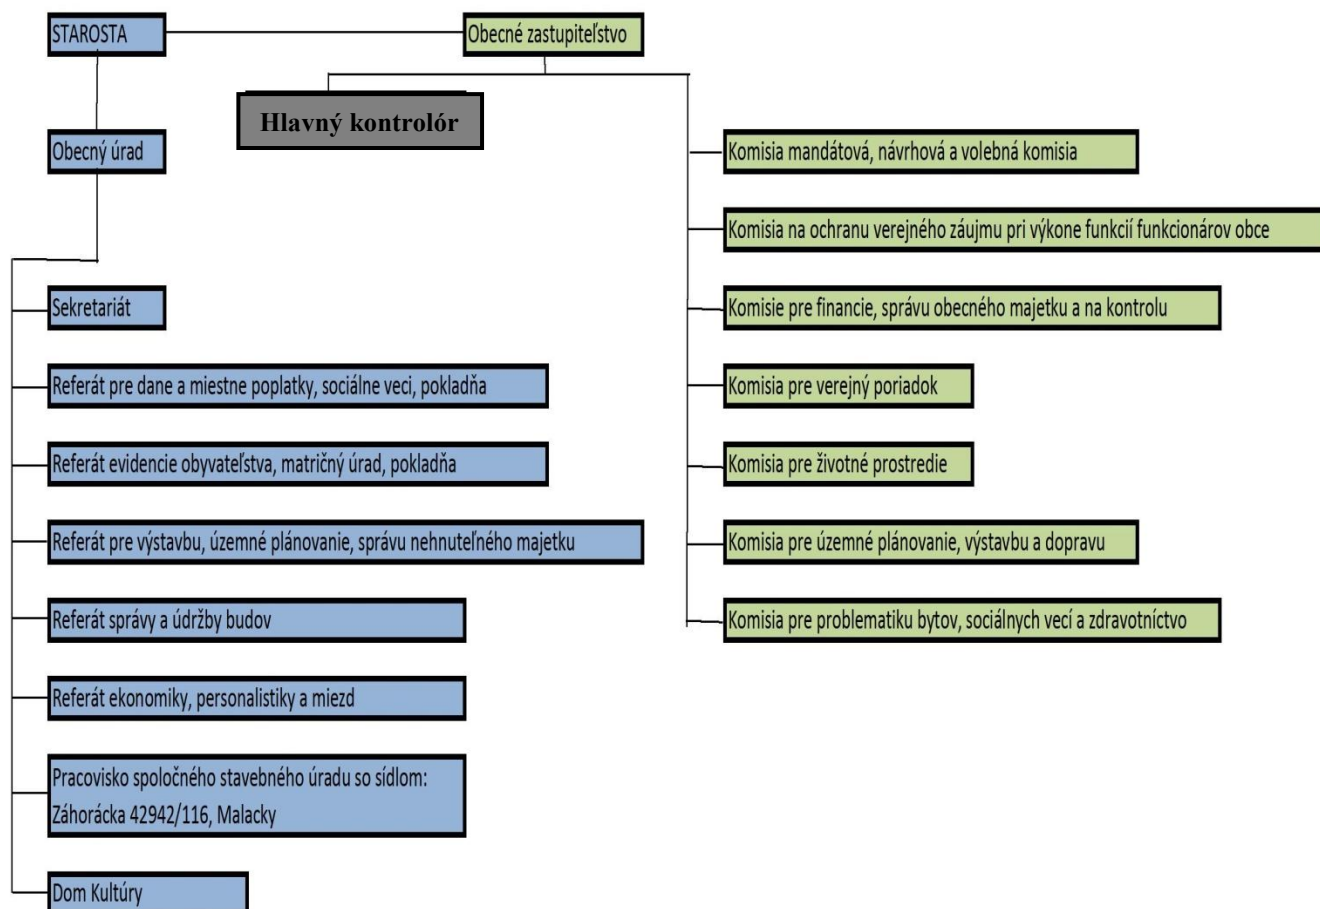 STAROSTA
Obecné zastupiteľstvo
Hlavný kontrolór
Obecný úrad
Sekretariát
Referát pre dane a miestne poplatky, sociálne veci, pokladňa
Referát evidencie obyvateľstva, matričný úrad, pokladňa
Referát pre výstavbu, územné plánovanie, správu nehnuteľného majetku
Referát správy a údržby budov
Referát ekonomiky, personalistiky a miezd
Pracovisko spoločného stavebného úradu so sídlom:
Záhorácka 42942/116, Malacky
Dom Kultúry
Komisia mandátová, návrhová a volebná komisia
Komisia na ochranu verejného záujmu pri výkone funkcií funkcionárov obce
Komisie pre financie, správu obecného majetku a na kontrolu
Komisia pre verejný poriadok
Komisia pre životné prostredie
Komisia pre územné plánovanie, výstavbu a dopravu
Komisia pre problematiku bytov, sociálnych vecí a zdravotníctvo